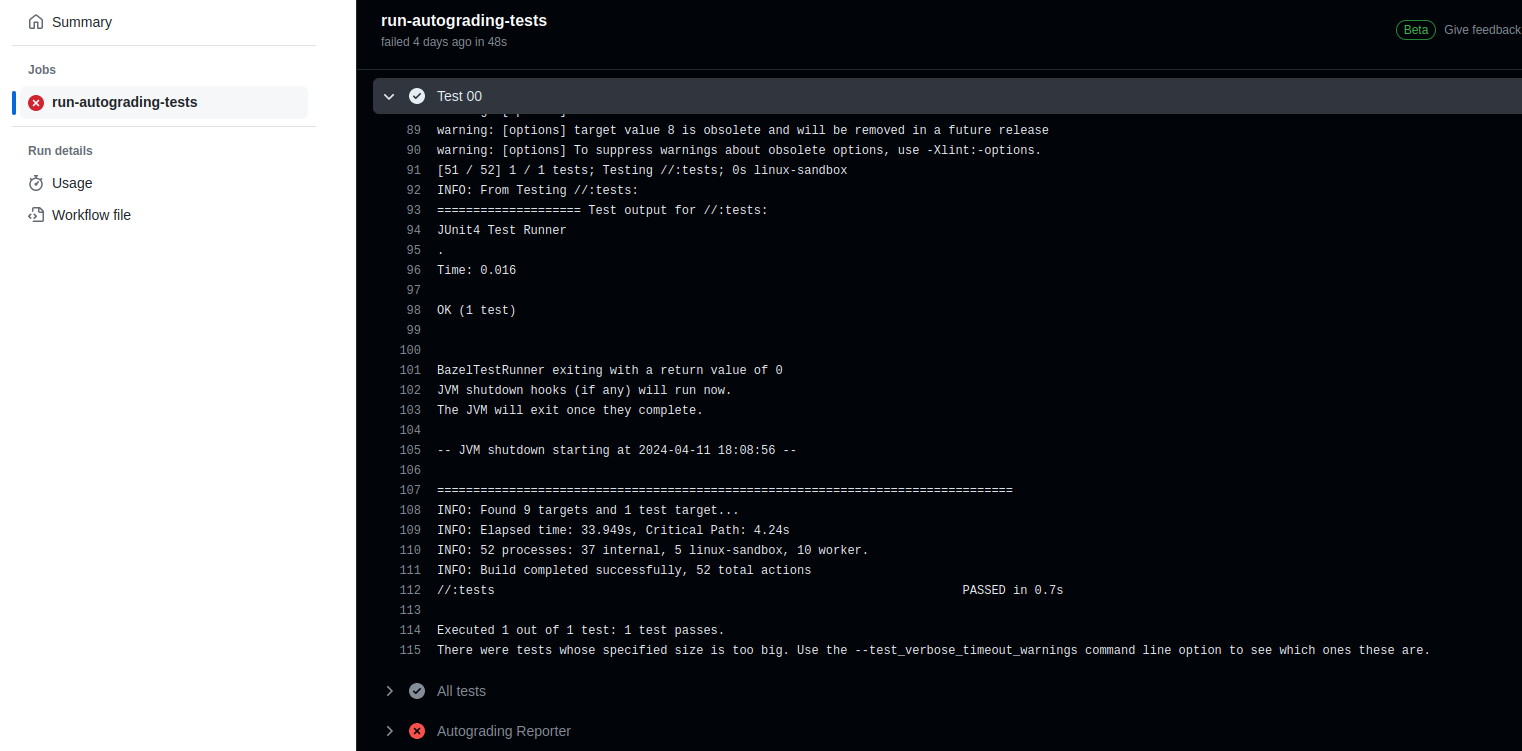 Summary
Jobs
run-autograding-tests
Run details
Usage
Workflow file
run-autograding-tests
failed 4 days ago in 48s
Beta Give feedback
Test 00
89 warning: [options] target value 8 is obsolete and will be removed in a future release
90 warning: [options] To suppress warnings about obsolete options, use -Xlint:-options.
91 [51 / 52] 1 / 1 tests; Testing //:tests; 0s linux-sandbox
92 INFO: From Testing //:tests:
93 ==================== Test output for //:tests:
94 JUnit4 Test Runner
95 .
96 Time: 0.016
97
98 OK (1 test)
99
100
101 BazelTestRunner exiting with a return value of 0
102 JVM shutdown hooks (if any) will run now.
103 The JVM will exit once they complete.
104
105 -- JVM shutdown starting at 2024-04-11 18:08:56 --
106
107 ================================================================================
108 INFO: Found 9 targets and 1 test target...
109 INFO: Elapsed time: 33.949s, Critical Path: 4.24s
110 INFO: 52 processes: 37 internal, 5 linux-sandbox, 10 worker.
111 INFO: Build completed successfully, 52 total actions
112 //:tests PASSED in 0.7s
113
114 Executed 1 out of 1 test: 1 test passes.
115 There were tests whose specified size is too big. Use the --test_verbose_timeout_warnings command line option to see which ones these are.
All tests
Autograding Reporter